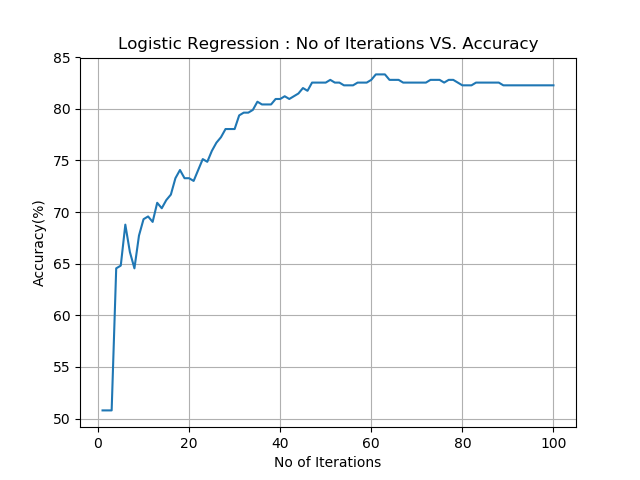 Logistic Regression : No of Iterations VS. Accuracy
85
80
75
70
65
60
55
50
Accuracy(%)
0 20 40 60 80 100
No of Iterations